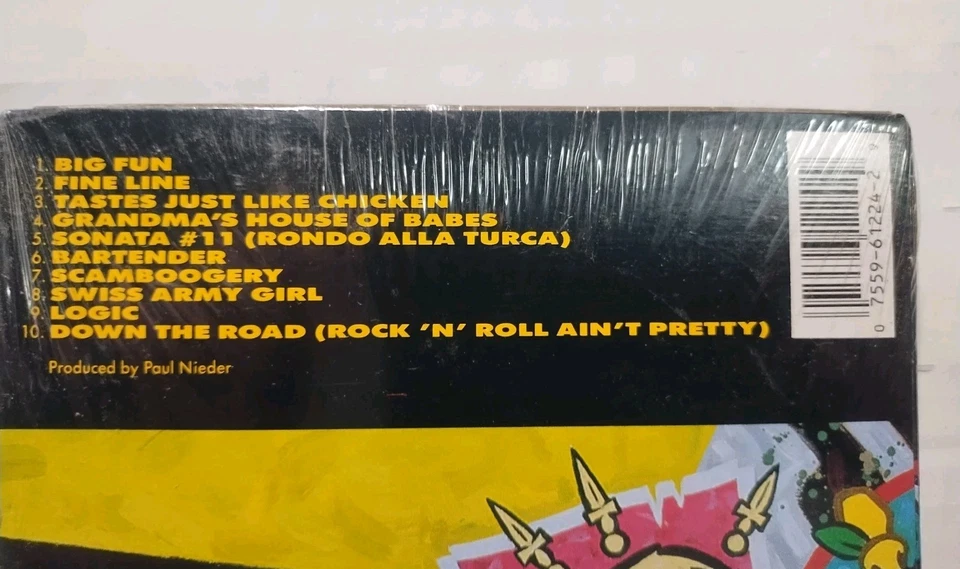 1. BIG FUN
2. FINE LINE
3. TASTES JUST LIKE CHICKEN
4. GRANDMA'S HOUSE OF BABES
5. SONATA #11 (RONDO ALLA TURCA)
6. BARTENDER
7. SCAMBOOGERY
8. SWISS ARMY GIRL
9. LOGIC
10. DOWN THE ROAD (ROCK 'N' ROLL AIN'T PRETTY)
Produced by Paul Nieder
0 7559-61224-2 9